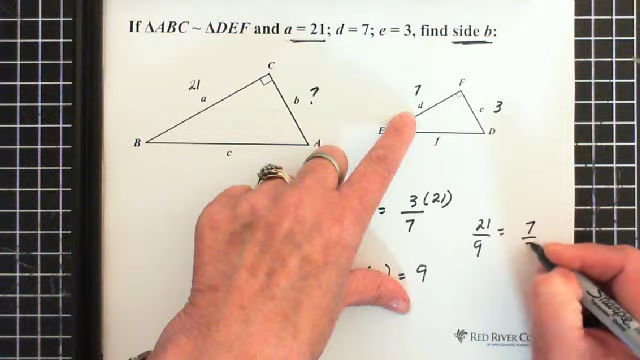 If ΔABC ~ ΔDEF and a = 21; d = 7; e = 3, find side b:
C
21
a
b ?
B
A
c
7
F
d
e 3
E
D
f
= 3 (21)
7
21 = 7
9
) = 9
RED RIVER CO
Sharpie